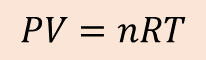 PV = nRT